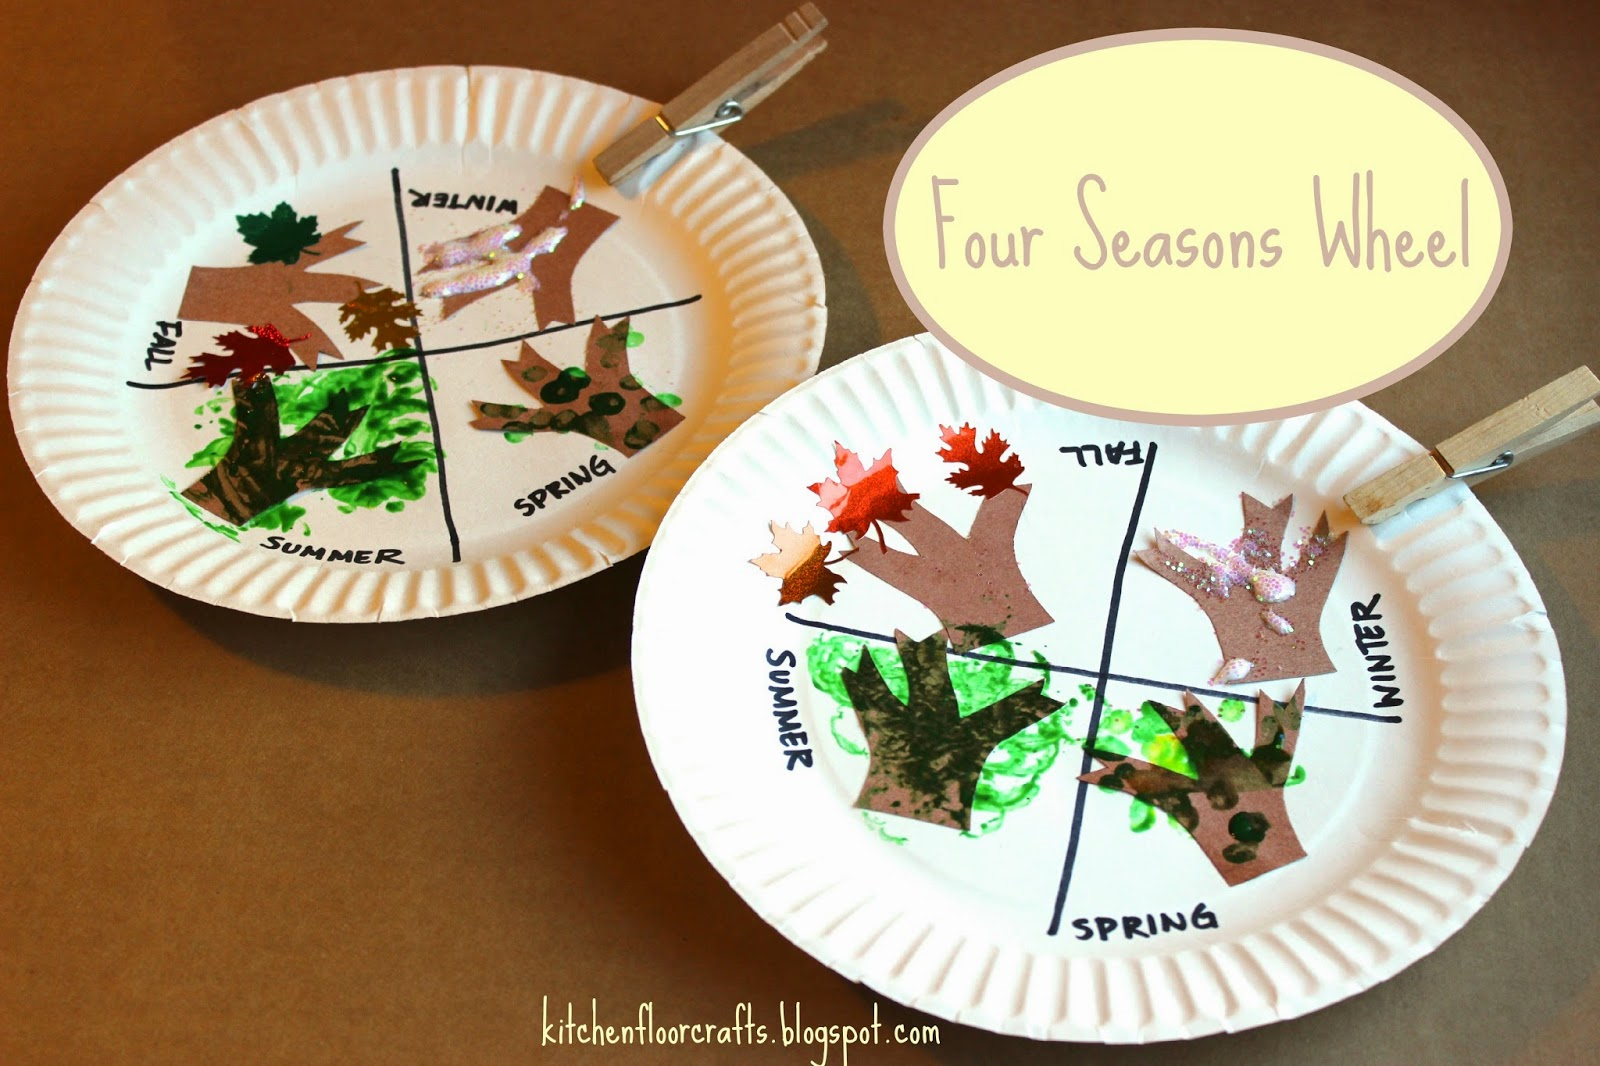 Four Seasons Wheel
WINTER
FALL
SPRING
SUMMER
FALL
WINTER
SUMMER
SPRING
kitchenfloorcrafts.blogspot.com